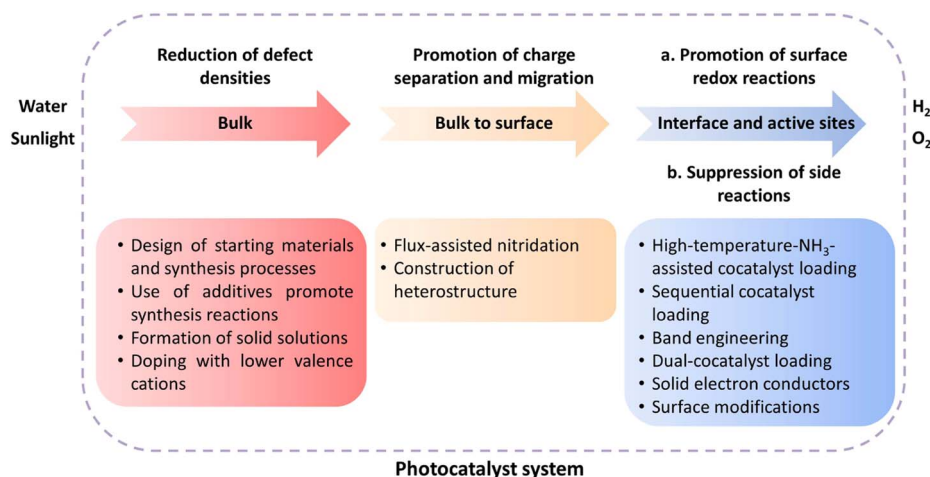 Reduction of defect
densities
Promotion of charge
separation and migration
a. Promotion of surface
redox reactions
Water
Sunlight
Bulk
Bulk to surface
Interface and active sites
H₂
O₂
b. Suppression of side
reactions
• Design of starting materials
and synthesis processes
• Use of additives promote
synthesis reactions
• Formation of solid solutions
• Doping with lower valence
cations
• Flux-assisted nitridation
• Construction of
heterostructure
• High-temperature-NH₃-
assisted cocatalyst loading
• Sequential cocatalyst
loading
• Band engineering
• Dual-cocatalyst loading
• Solid electron conductors
• Surface modifications
Photocatalyst system